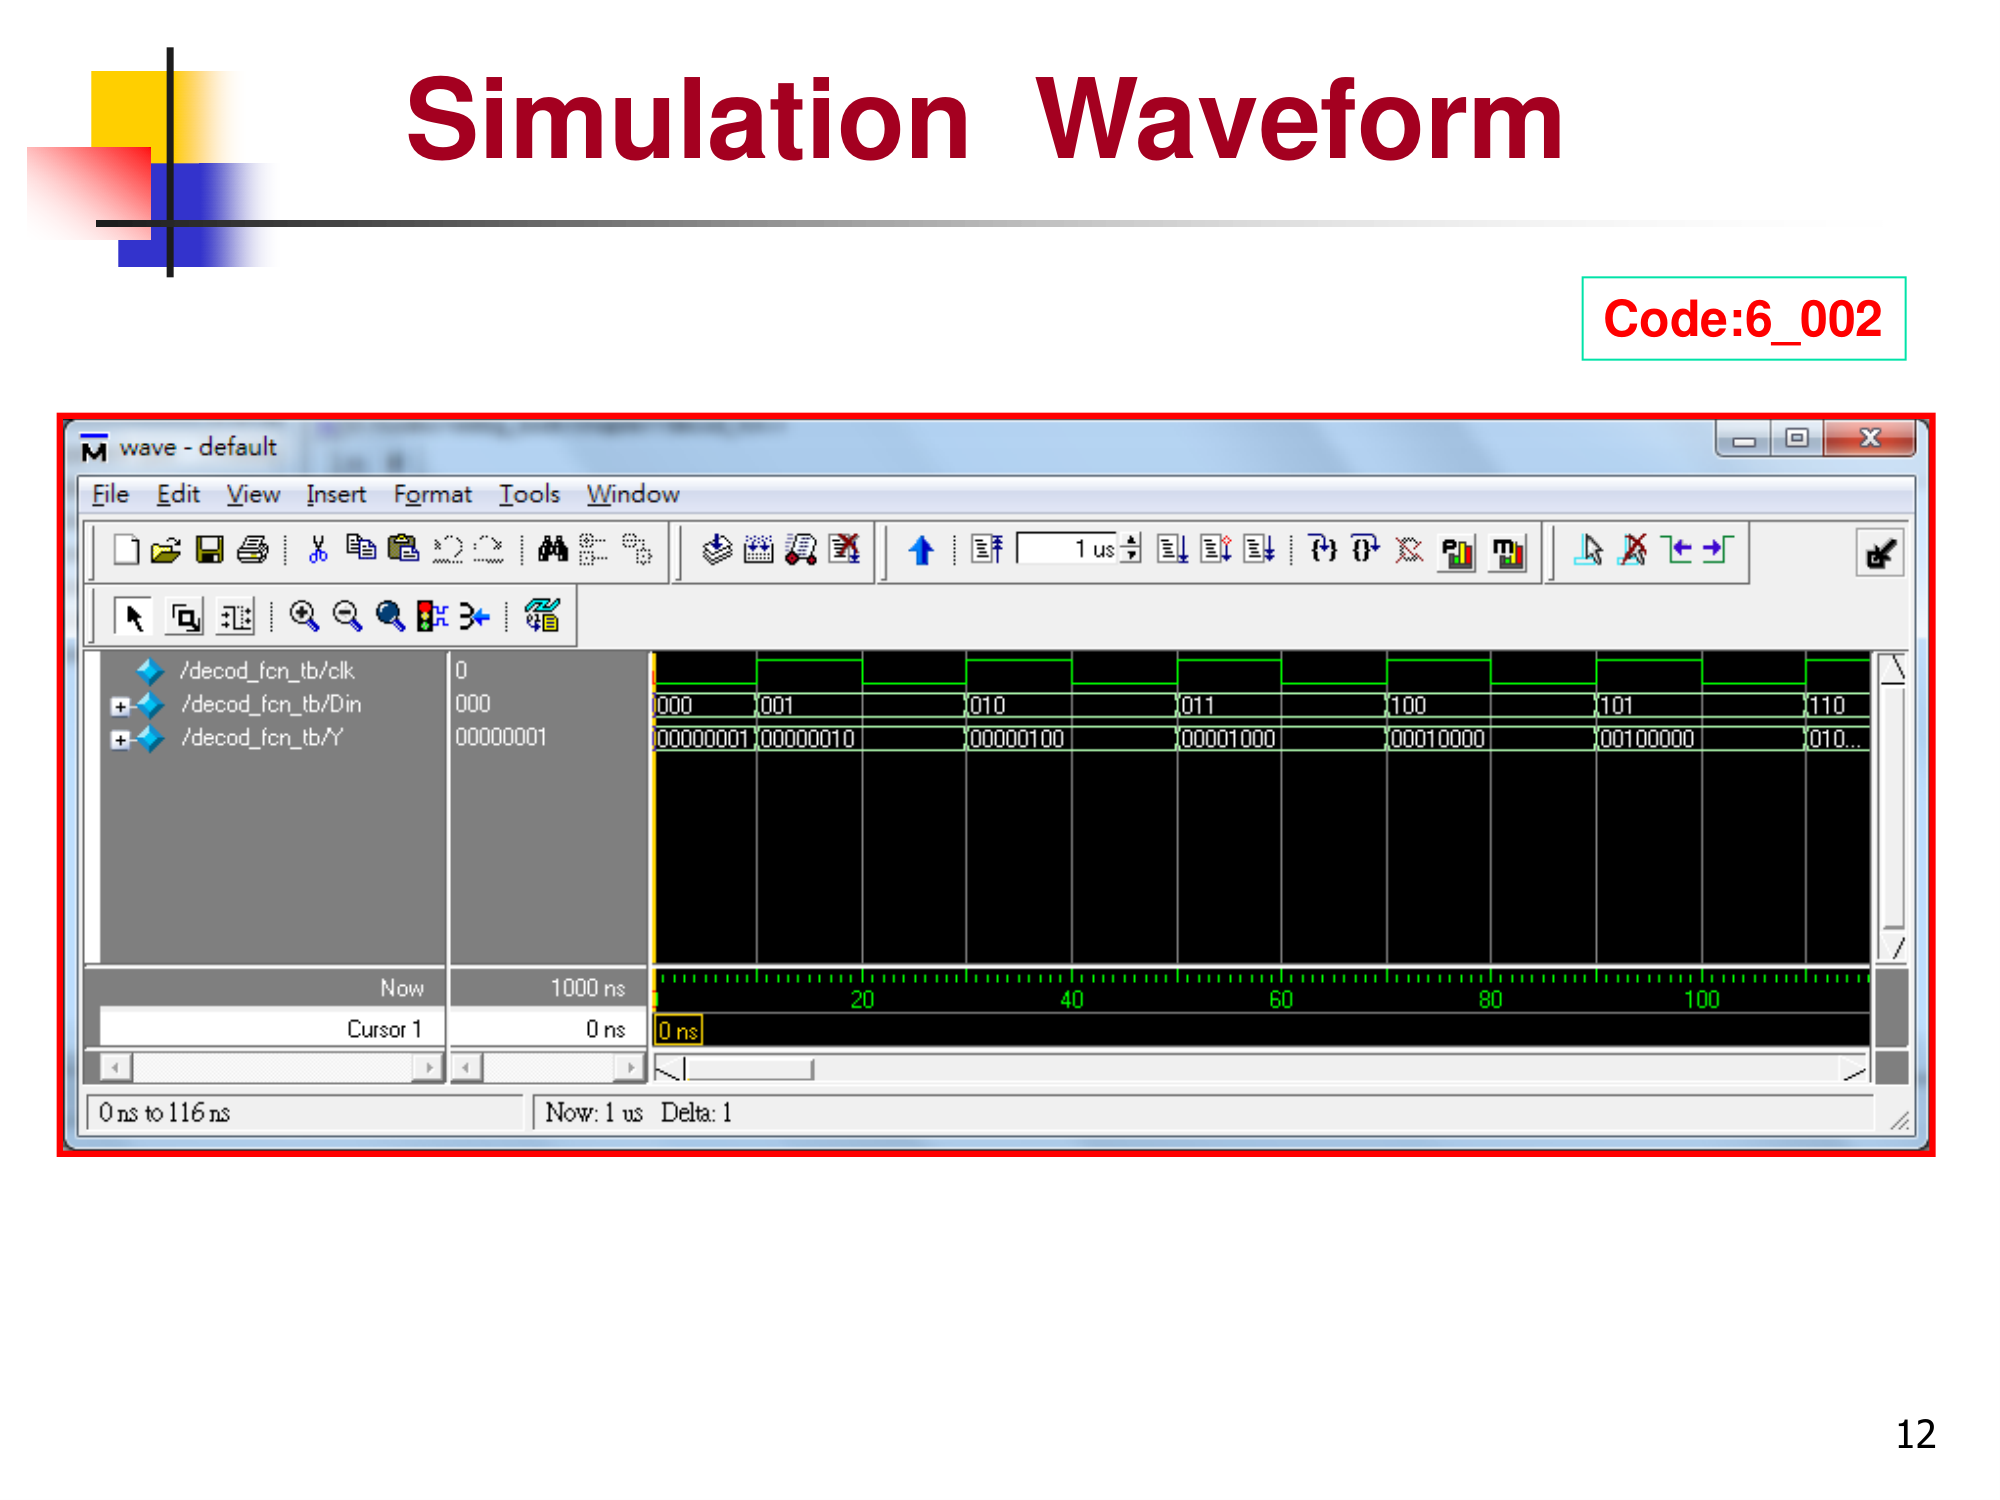 Simulation Waveform
Code:6_002
wave - default
File Edit View Insert Format Tools Window
1 us
/decod_fcn_tb/clk 0
/decod_fcn_tb/Din 000 000 001 010 011 100 101 110
/decod_fcn_tb/Y 00000001 00000001 00000010 00000100 00001000 00010000 00100000 010...
Now 1000 ns 20 40 60 80 100
Cursor 1 0 ns 0 ns
0 ns to 116 ns Now: 1 us Delta: 1
12